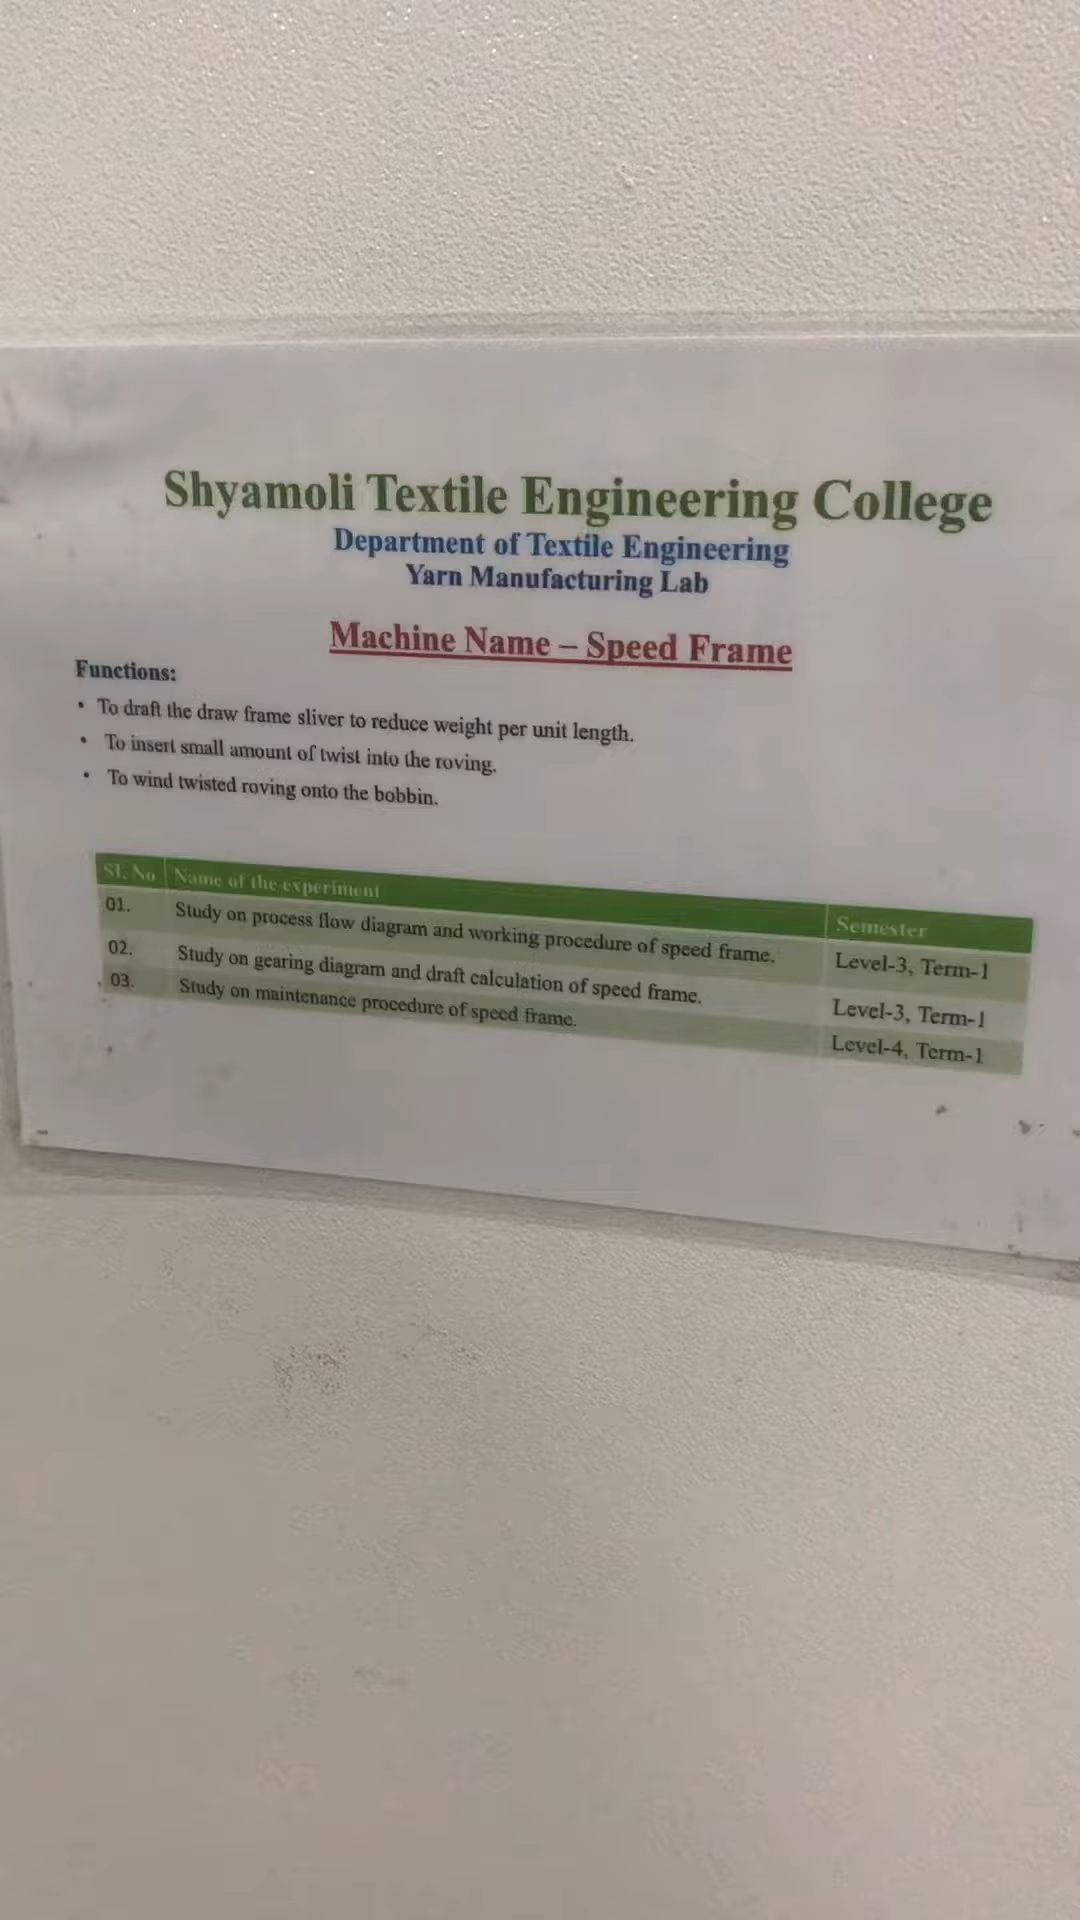 Shyamoli Textile Engineering College
Department of Textile Engineering
Yarn Manufacturing Lab
Machine Name – Speed Frame
Functions:
• To draft the draw frame sliver to reduce weight per unit length.
• To insert small amount of twist into the roving.
• To wind twisted roving onto the bobbin.
SL No Name of the experiment Semester
01. Study on process flow diagram and working procedure of speed frame. Level-3, Term-1
02. Study on gearing diagram and draft calculation of speed frame. Level-3, Term-1
03. Study on maintenance procedure of speed frame. Level-4, Term-1